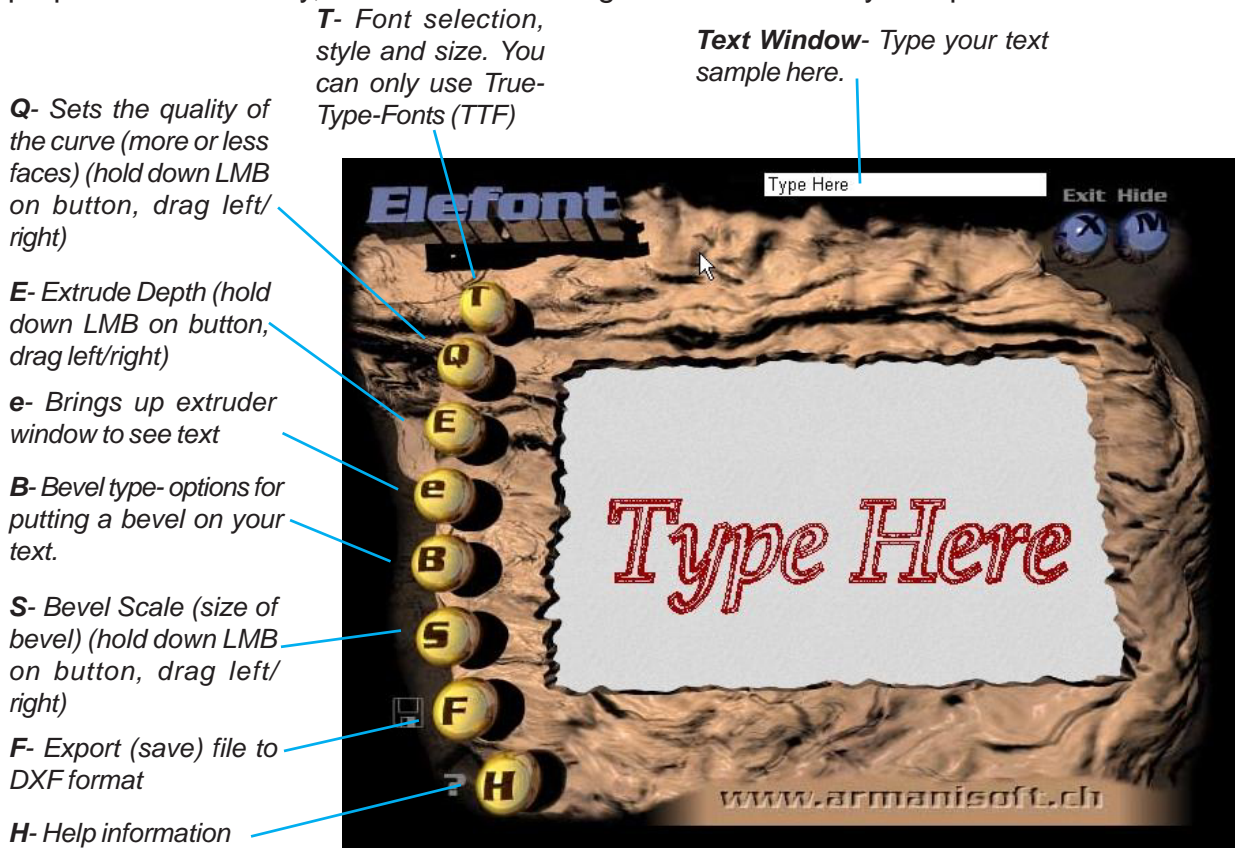 T- Font selection,
style and size. You
can only use True-
Type-Fonts (TTF)
Text Window- Type your text
sample here.
Q- Sets the quality of
the curve (more or less
faces) (hold down LMB
on button, drag left/
right)
E- Extrude Depth (hold
down LMB on button,
drag left/right)
e- Brings up extruder
window to see text
B- Bevel type- options for
putting a bevel on your
text.
S- Bevel Scale (size of
bevel) (hold down LMB
on button, drag left/
right)
F- Export (save) file to
DXF format
H- Help information
Elefont
Type Here
Exit Hide
X M
T
Q
E
e
B
S
F
? H
Type Here
www.armanisoft.ch